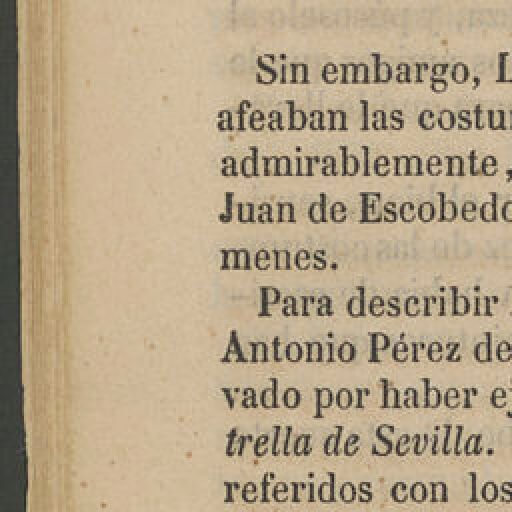 Sin embargo, L
afeaban las costu
admirablemente,
Juan de Escobedo
menes.
Para describir
Antonio Pérez de
vado por haber ej
trella de Sevilla.
referidos con los